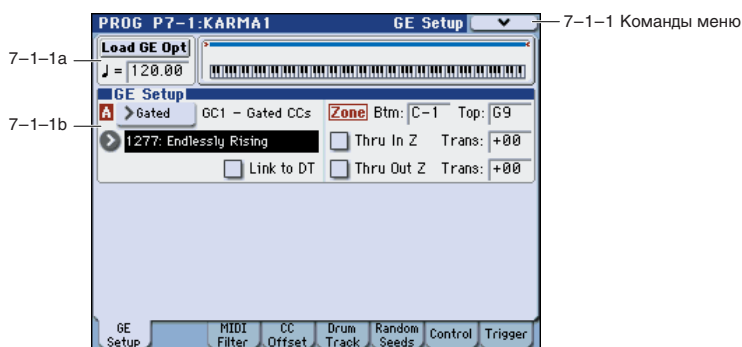 PROG P7-1:KARMA1 GE Setup
7–1–1 Команды меню
Load GE Opt
7–1–1a
♩ = 120.00
GE Setup
A Gated GC1 - Gated CCs Zone Btm: C-1 Top: G9
7–1–1b
1277: Endlessly Rising Thru In Z Trans: +00
Link to DT Thru Out Z Trans: +00
GE Setup MIDI Filter CC Offset Drum Track Random Seeds Control Trigger